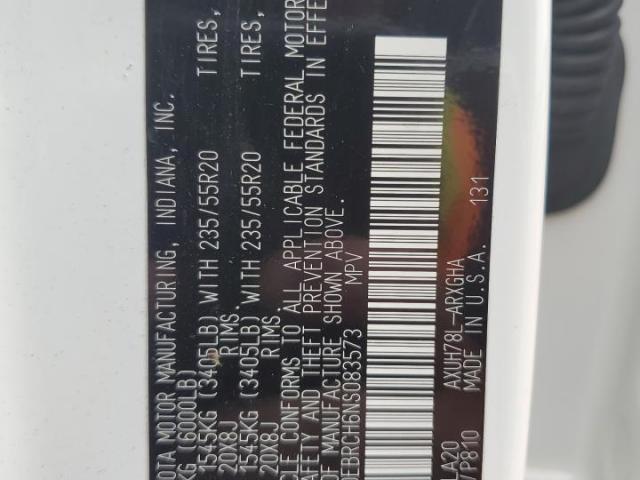 OTA MOTOR MANUFACTURING, INDIANA, INC.
KG (6000LB)
1545KG (3405LB) WITH 235/55R20 TIRES,
20X8J RIMS.
1545KG (3405LB) WITH 235/55R20 TIRES,
20X8J RIMS.
CLE CONFORMS TO ALL APPLICABLE FEDERAL MOTOR
AFETY AND THEFT PREVENTION STANDARDS IN EFFE
OF MANUFACTURE SHOWN ABOVE.
EBRCH6NS083573 MPV
LA20 AXUH78L-ARXGHA 131
/P810 MADE IN U.S.A.